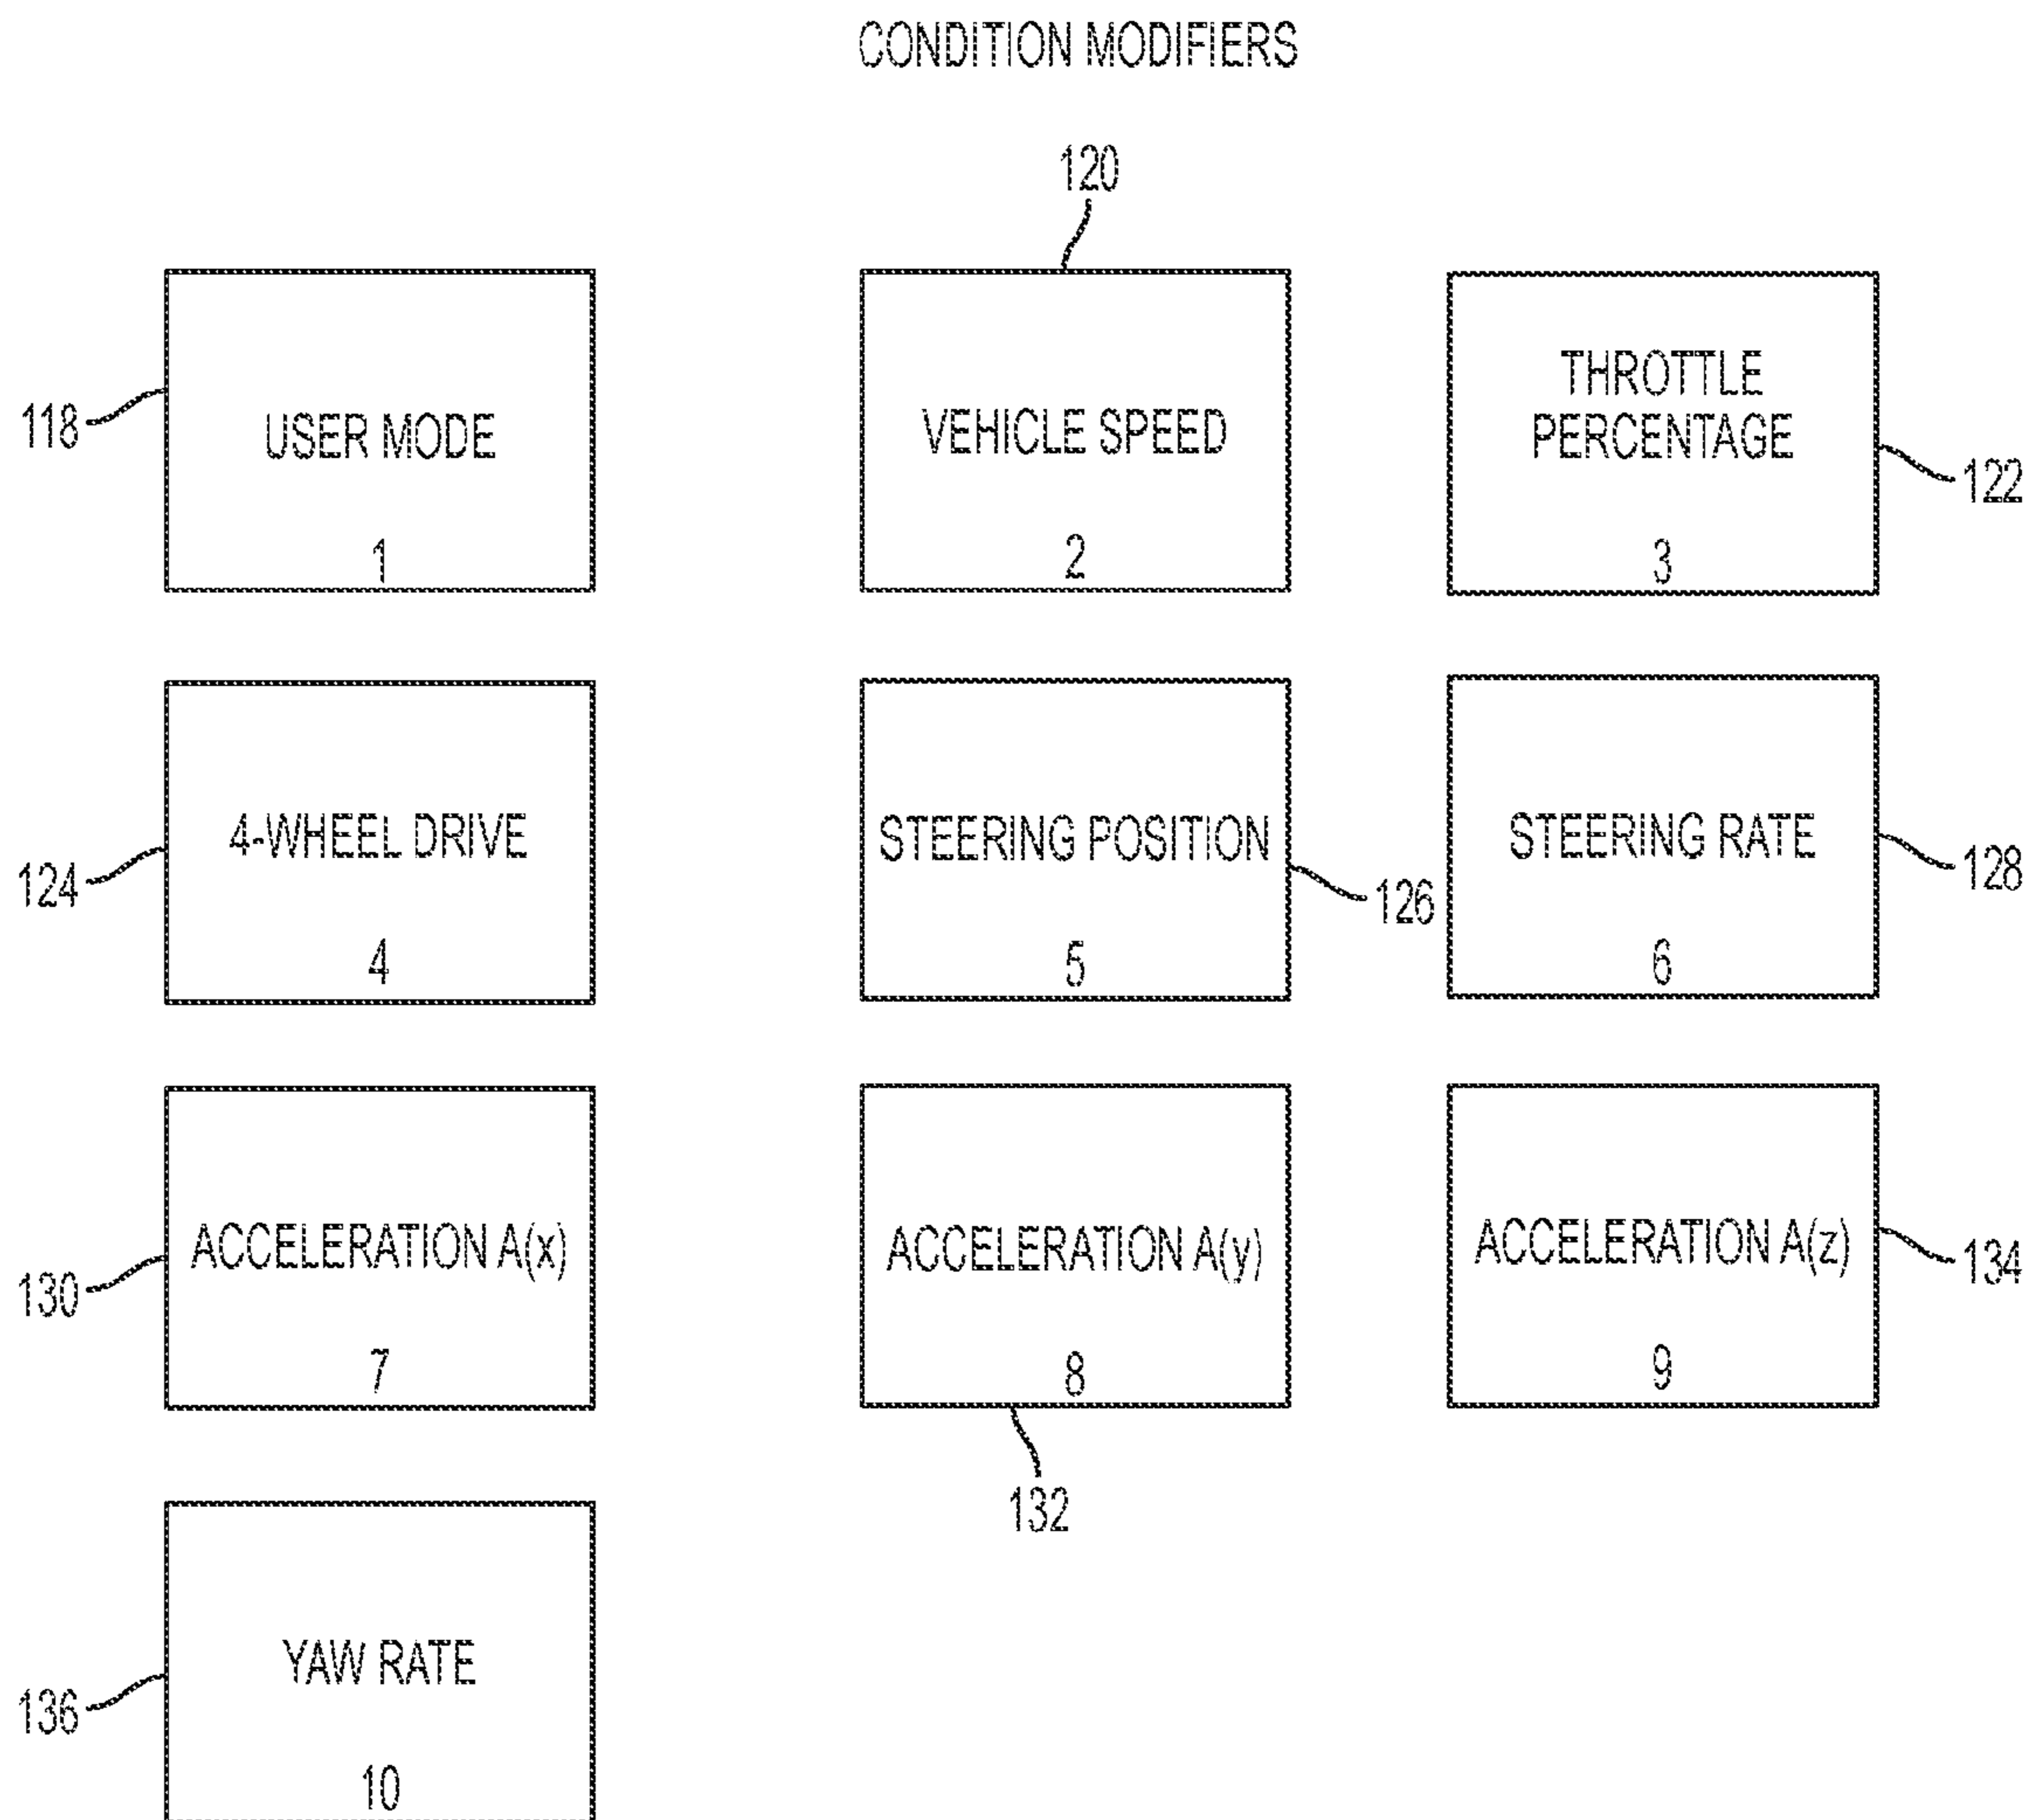 CONDITION MODIFIERS
120
118
USER MODE
1
VEHICLE SPEED
2
THROTTLE
PERCENTAGE
3
122
124
4-WHEEL DRIVE
4
STEERING POSITION
5
126
STEERING RATE
6
128
130
ACCELERATION A(x)
7
ACCELERATION A(y)
8
132
ACCELERATION A(z)
9
134
136
YAW RATE
10